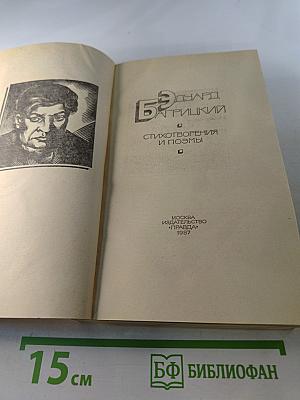 ЭДУАРД
БАГРИЦКИЙ
СТИХОТВОРЕНИЯ
И ПОЭМЫ
МОСКВА
ИЗДАТЕЛЬСТВО
«ПРАВДА»
1987
15 см
БФ БИБЛИОФАН